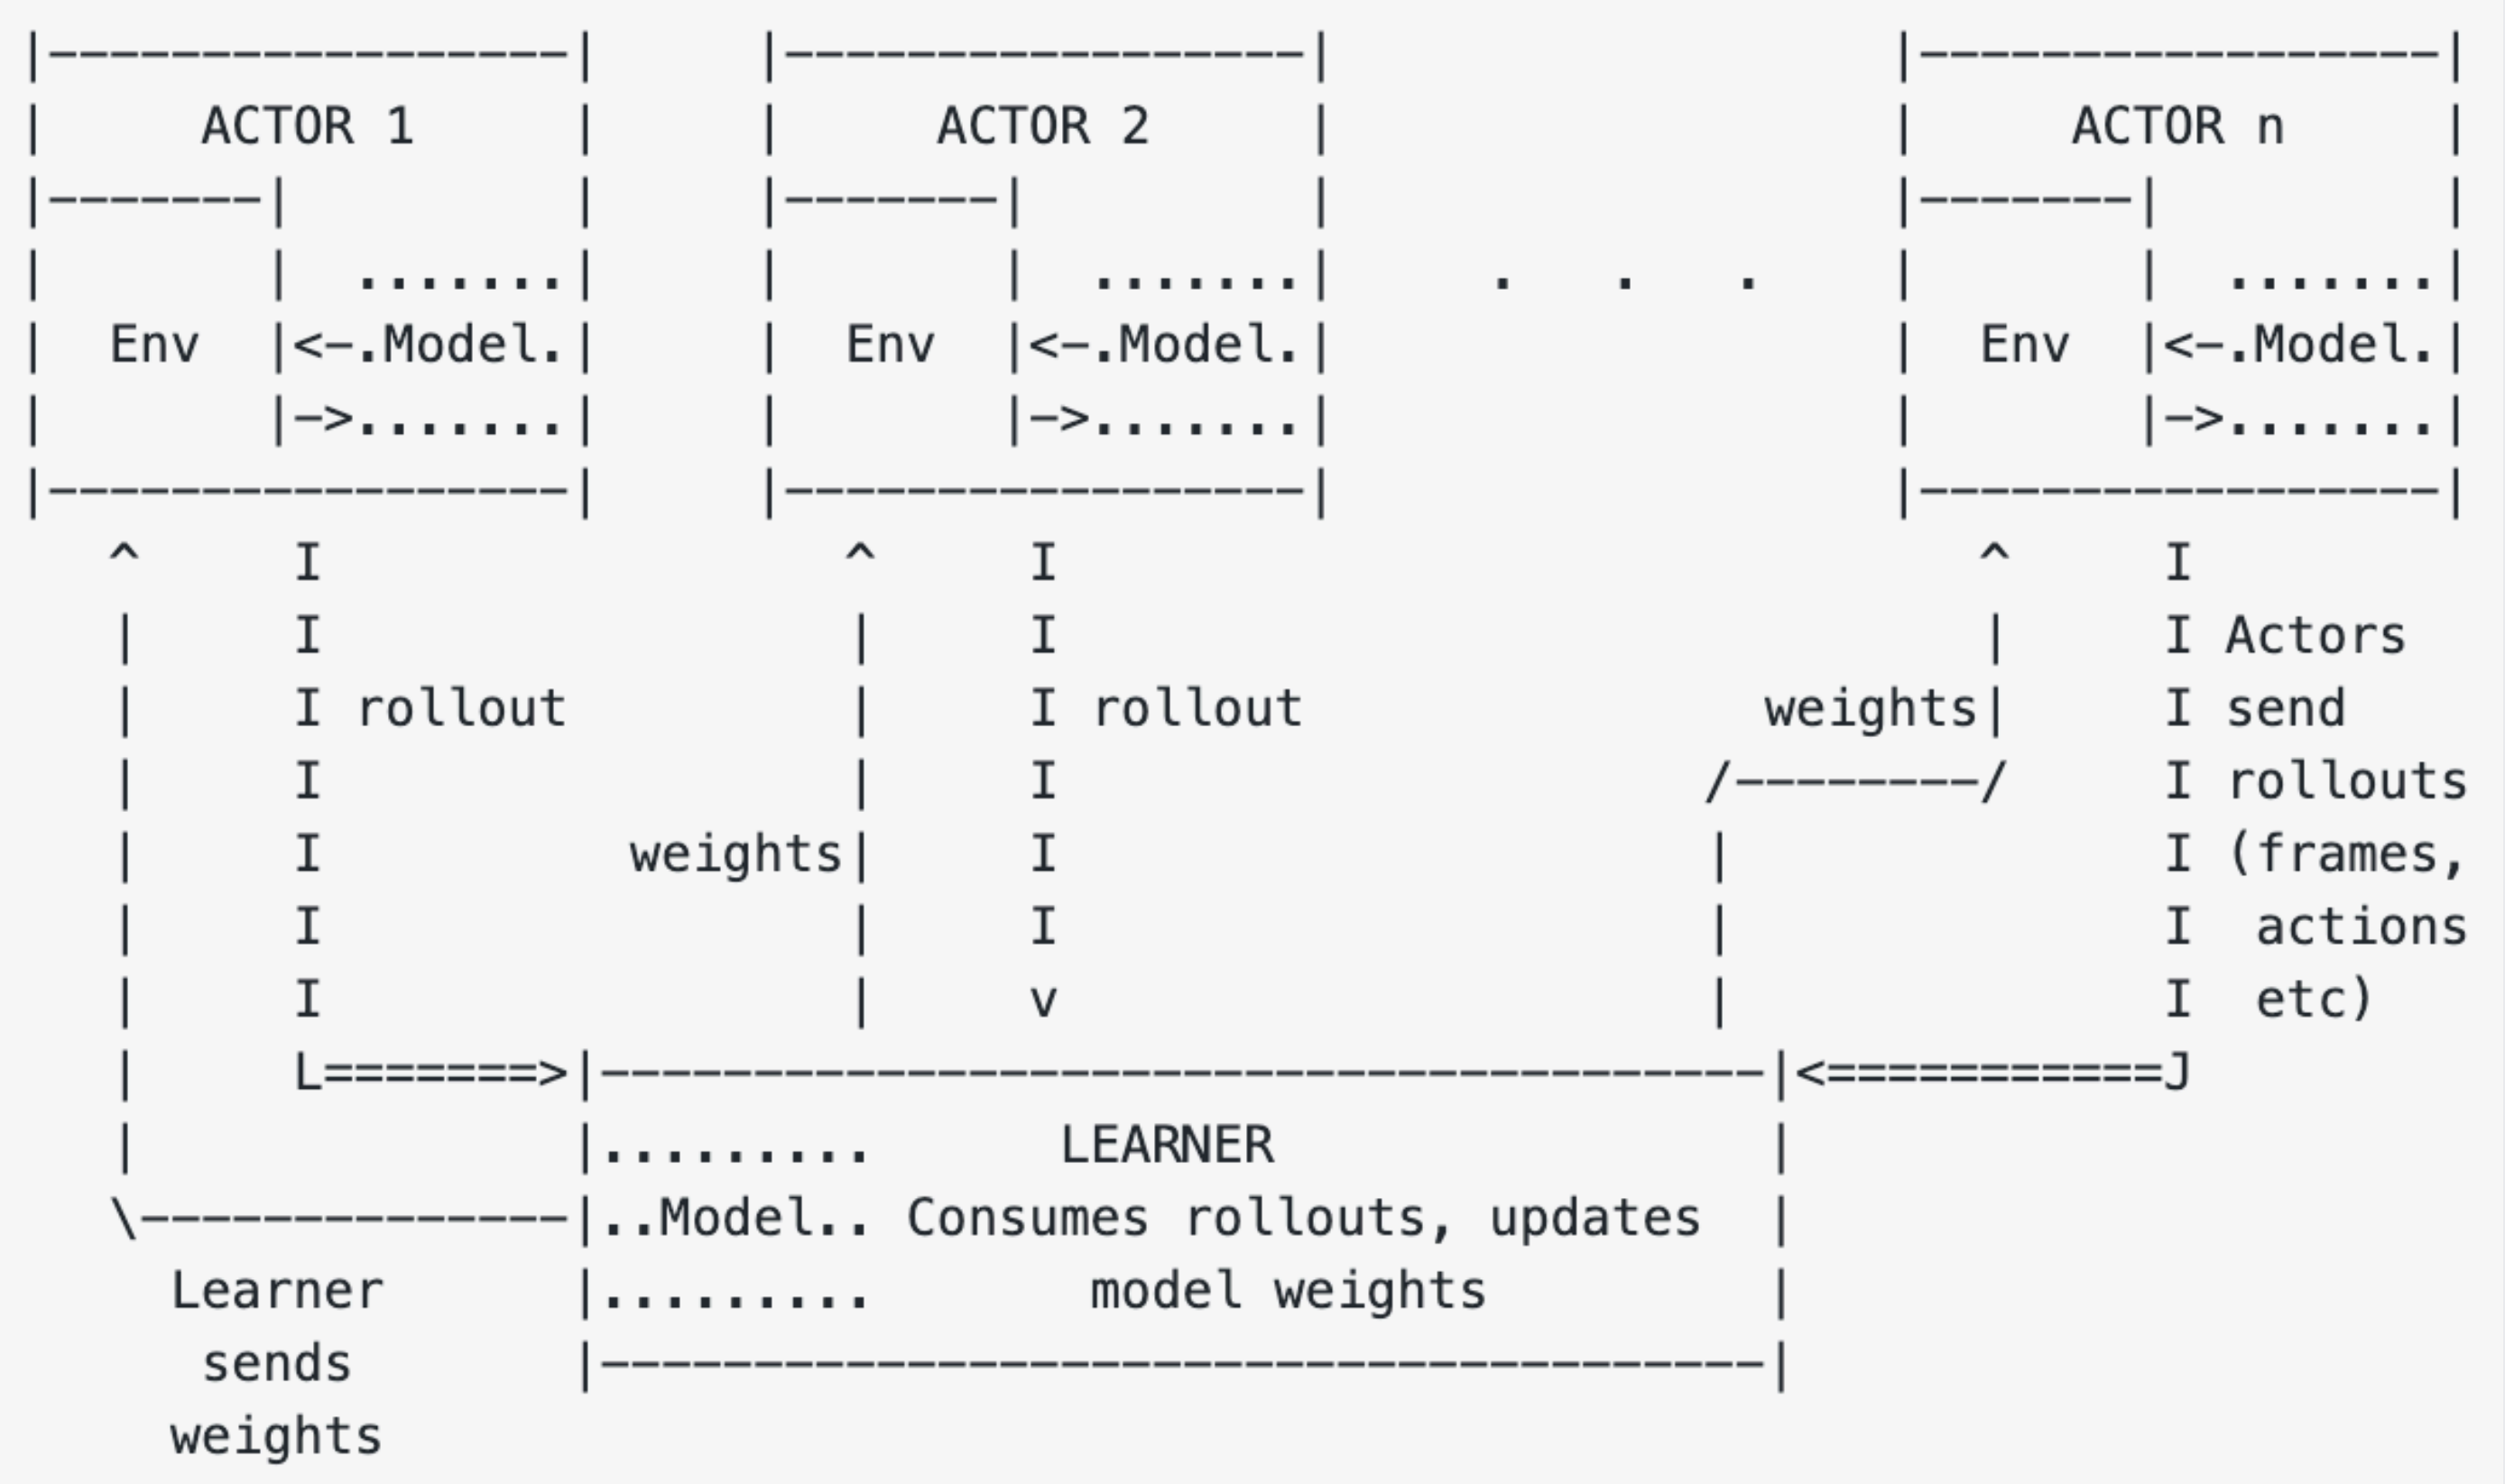 |-----------------|      |-----------------|                   |-----------------|
|     ACTOR 1     |      |     ACTOR 2     |                   |     ACTOR n     |
|-------|         |      |-------|         |                   |-------|         |
|       |  .......|      |       |  .......|     .   .   .     |       |  .......|
|  Env  |<-.Model.|      |  Env  |<-.Model.|                   |  Env  |<-.Model.|
|       |->.......|      |       |->.......|                   |       |->.......|
|-----------------|      |-----------------|                   |-----------------|
   ^     I                 ^     I                               ^     I
   |     I                 |     I                               |     I Actors
   |     I rollout         |     I rollout                weights|     I send
   |     I                 |     I                      /--------/     I rollouts
   |     I          weights|     I                      |              I (frames,
   |     I                 |     I                      |              I  actions
   |     I                 |     v                      |              I  etc)
   |     L=======>|--------------------------------------|<===========J
   |              |.........      LEARNER                |
   \--------------|..Model.. Consumes rollouts, updates  |
     Learner      |.........       model weights         |
      sends       |--------------------------------------|
     weights